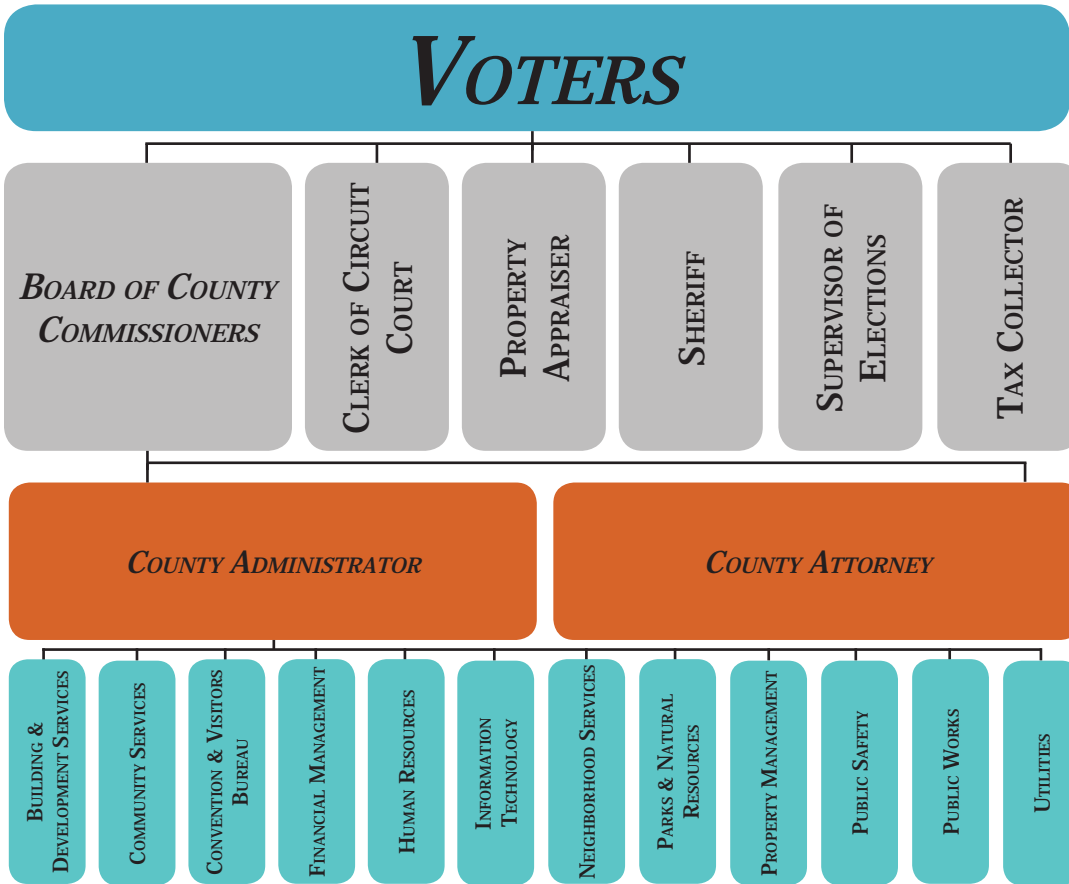 VOTERS
BOARD OF COUNTY
COMMISSIONERS
CLERK OF CIRCUIT
COURT
PROPERTY
APPRAISER
SHERIFF
SUPERVISOR OF
ELECTIONS
TAX COLLECTOR
COUNTY ADMINISTRATOR
COUNTY ATTORNEY
BUILDING &
DEVELOPMENT SERVICES
COMMUNITY SERVICES
CONVENTION & VISITORS
BUREAU
FINANCIAL MANAGEMENT
HUMAN RESOURCES
INFORMATION
TECHNOLOGY
NEIGHBORHOOD SERVICES
PARKS & NATURAL
RESOURCES
PROPERTY MANAGEMENT
PUBLIC SAFETY
PUBLIC WORKS
UTILITIES